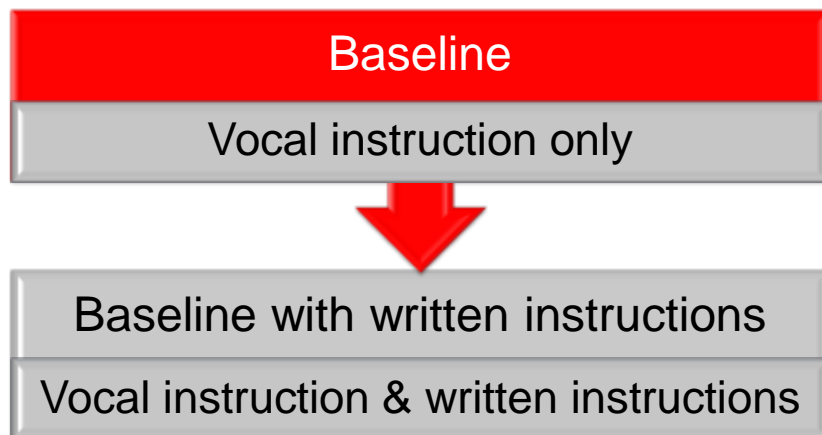 Baseline
Vocal instruction only
Baseline with written instructions
Vocal instruction & written instructions